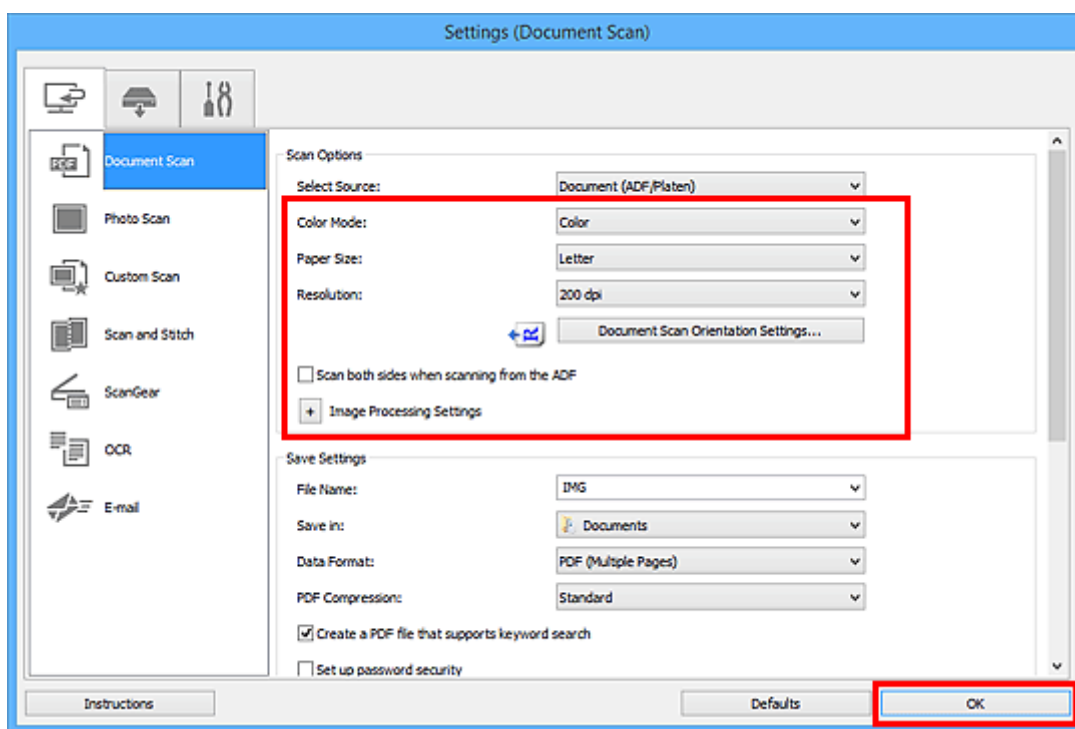 Settings (Document Scan)
Document Scan
Photo Scan
Custom Scan
Scan and Stitch
ScanGear
OCR
E-mail
Scan Options
Select Source: Document (ADF/Platen)
Color Mode: Color
Paper Size: Letter
Resolution: 200 dpi
Document Scan Orientation Settings...
Scan both sides when scanning from the ADF
+ Image Processing Settings
Save Settings
File Name: IMG
Save in: Documents
Data Format: PDF (Multiple Pages)
PDF Compression: Standard
Create a PDF file that supports keyword search
Set up password security
Instructions Defaults OK